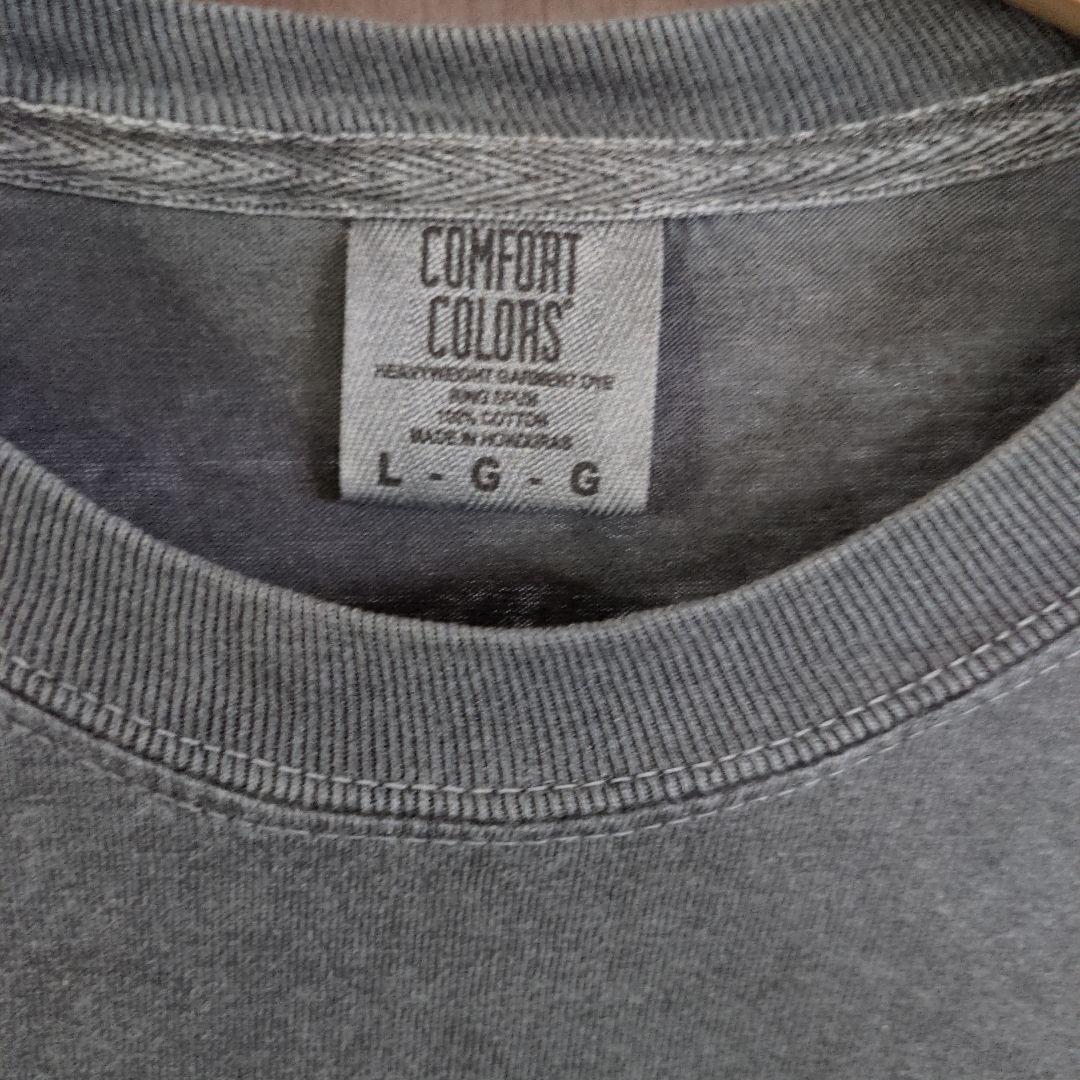 COMFORT
COLORS®
HEAVYWEIGHT GARMENT DYE
RING SPUN
100% COTTON
MADE IN HONDURAS
L - G - G